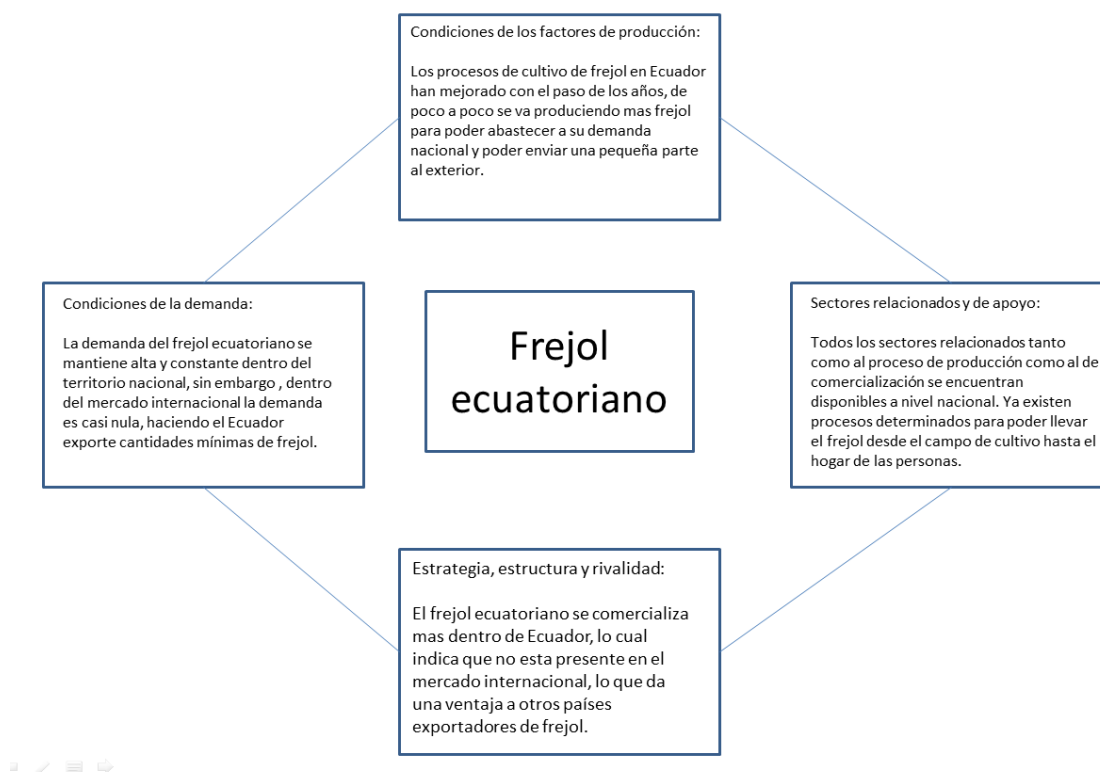 Condiciones de los factores de producción:
Los procesos de cultivo de frejol en Ecuador
han mejorado con el paso de los años, de
poco a poco se va produciendo mas frejol
para poder abastecer a su demanda
nacional y poder enviar una pequeña parte
al exterior.
Condiciones de la demanda:
La demanda del frejol ecuatoriano se
mantiene alta y constante dentro del
territorio nacional, sin embargo , dentro
del mercado internacional la demanda
es casi nula, haciendo el Ecuador
exporte cantidades mínimas de frejol.
Frejol
ecuatoriano
Sectores relacionados y de apoyo:
Todos los sectores relacionados tanto
como al proceso de producción como al de
comercialización se encuentran
disponibles a nivel nacional. Ya existen
procesos determinados para poder llevar
el frejol desde el campo de cultivo hasta el
hogar de las personas.
Estrategia, estructura y rivalidad:
El frejol ecuatoriano se comercializa
mas dentro de Ecuador, lo cual
indica que no esta presente en el
mercado internacional, lo que da
una ventaja a otros países
exportadores de frejol.